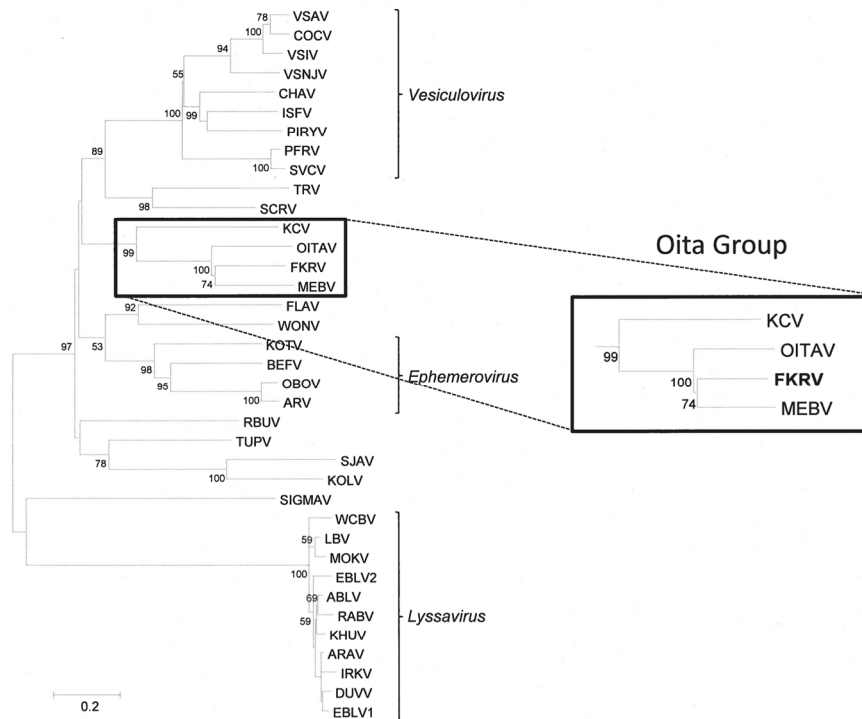 78
VSAV
COCV
100
94
VSIV
VSNJV
55
CHAV
Vesiculovirus
100
99
ISFV
PIRYV
89
PFRV
100
SVCV
TRV
98
SCRV
KCV
99
OITAV
Oita Group
100
FKRV
74
MEBV
92
FLAV
WONV
97
53
KOTV
98
BEFV
Ephemerovirus
95
OBOV
100
ARV
RBUV
TUPV
78
SJAV
100
KOLV
SIGMAV
WCBV
59
LBV
MOKV
100
EBLV2
69
ABLV
59
RABV
Lyssavirus
KHUV
ARAV
IRKV
DUVV
EBLV1
0.2
KCV
99
OITAV
100
FKRV
74
MEBV